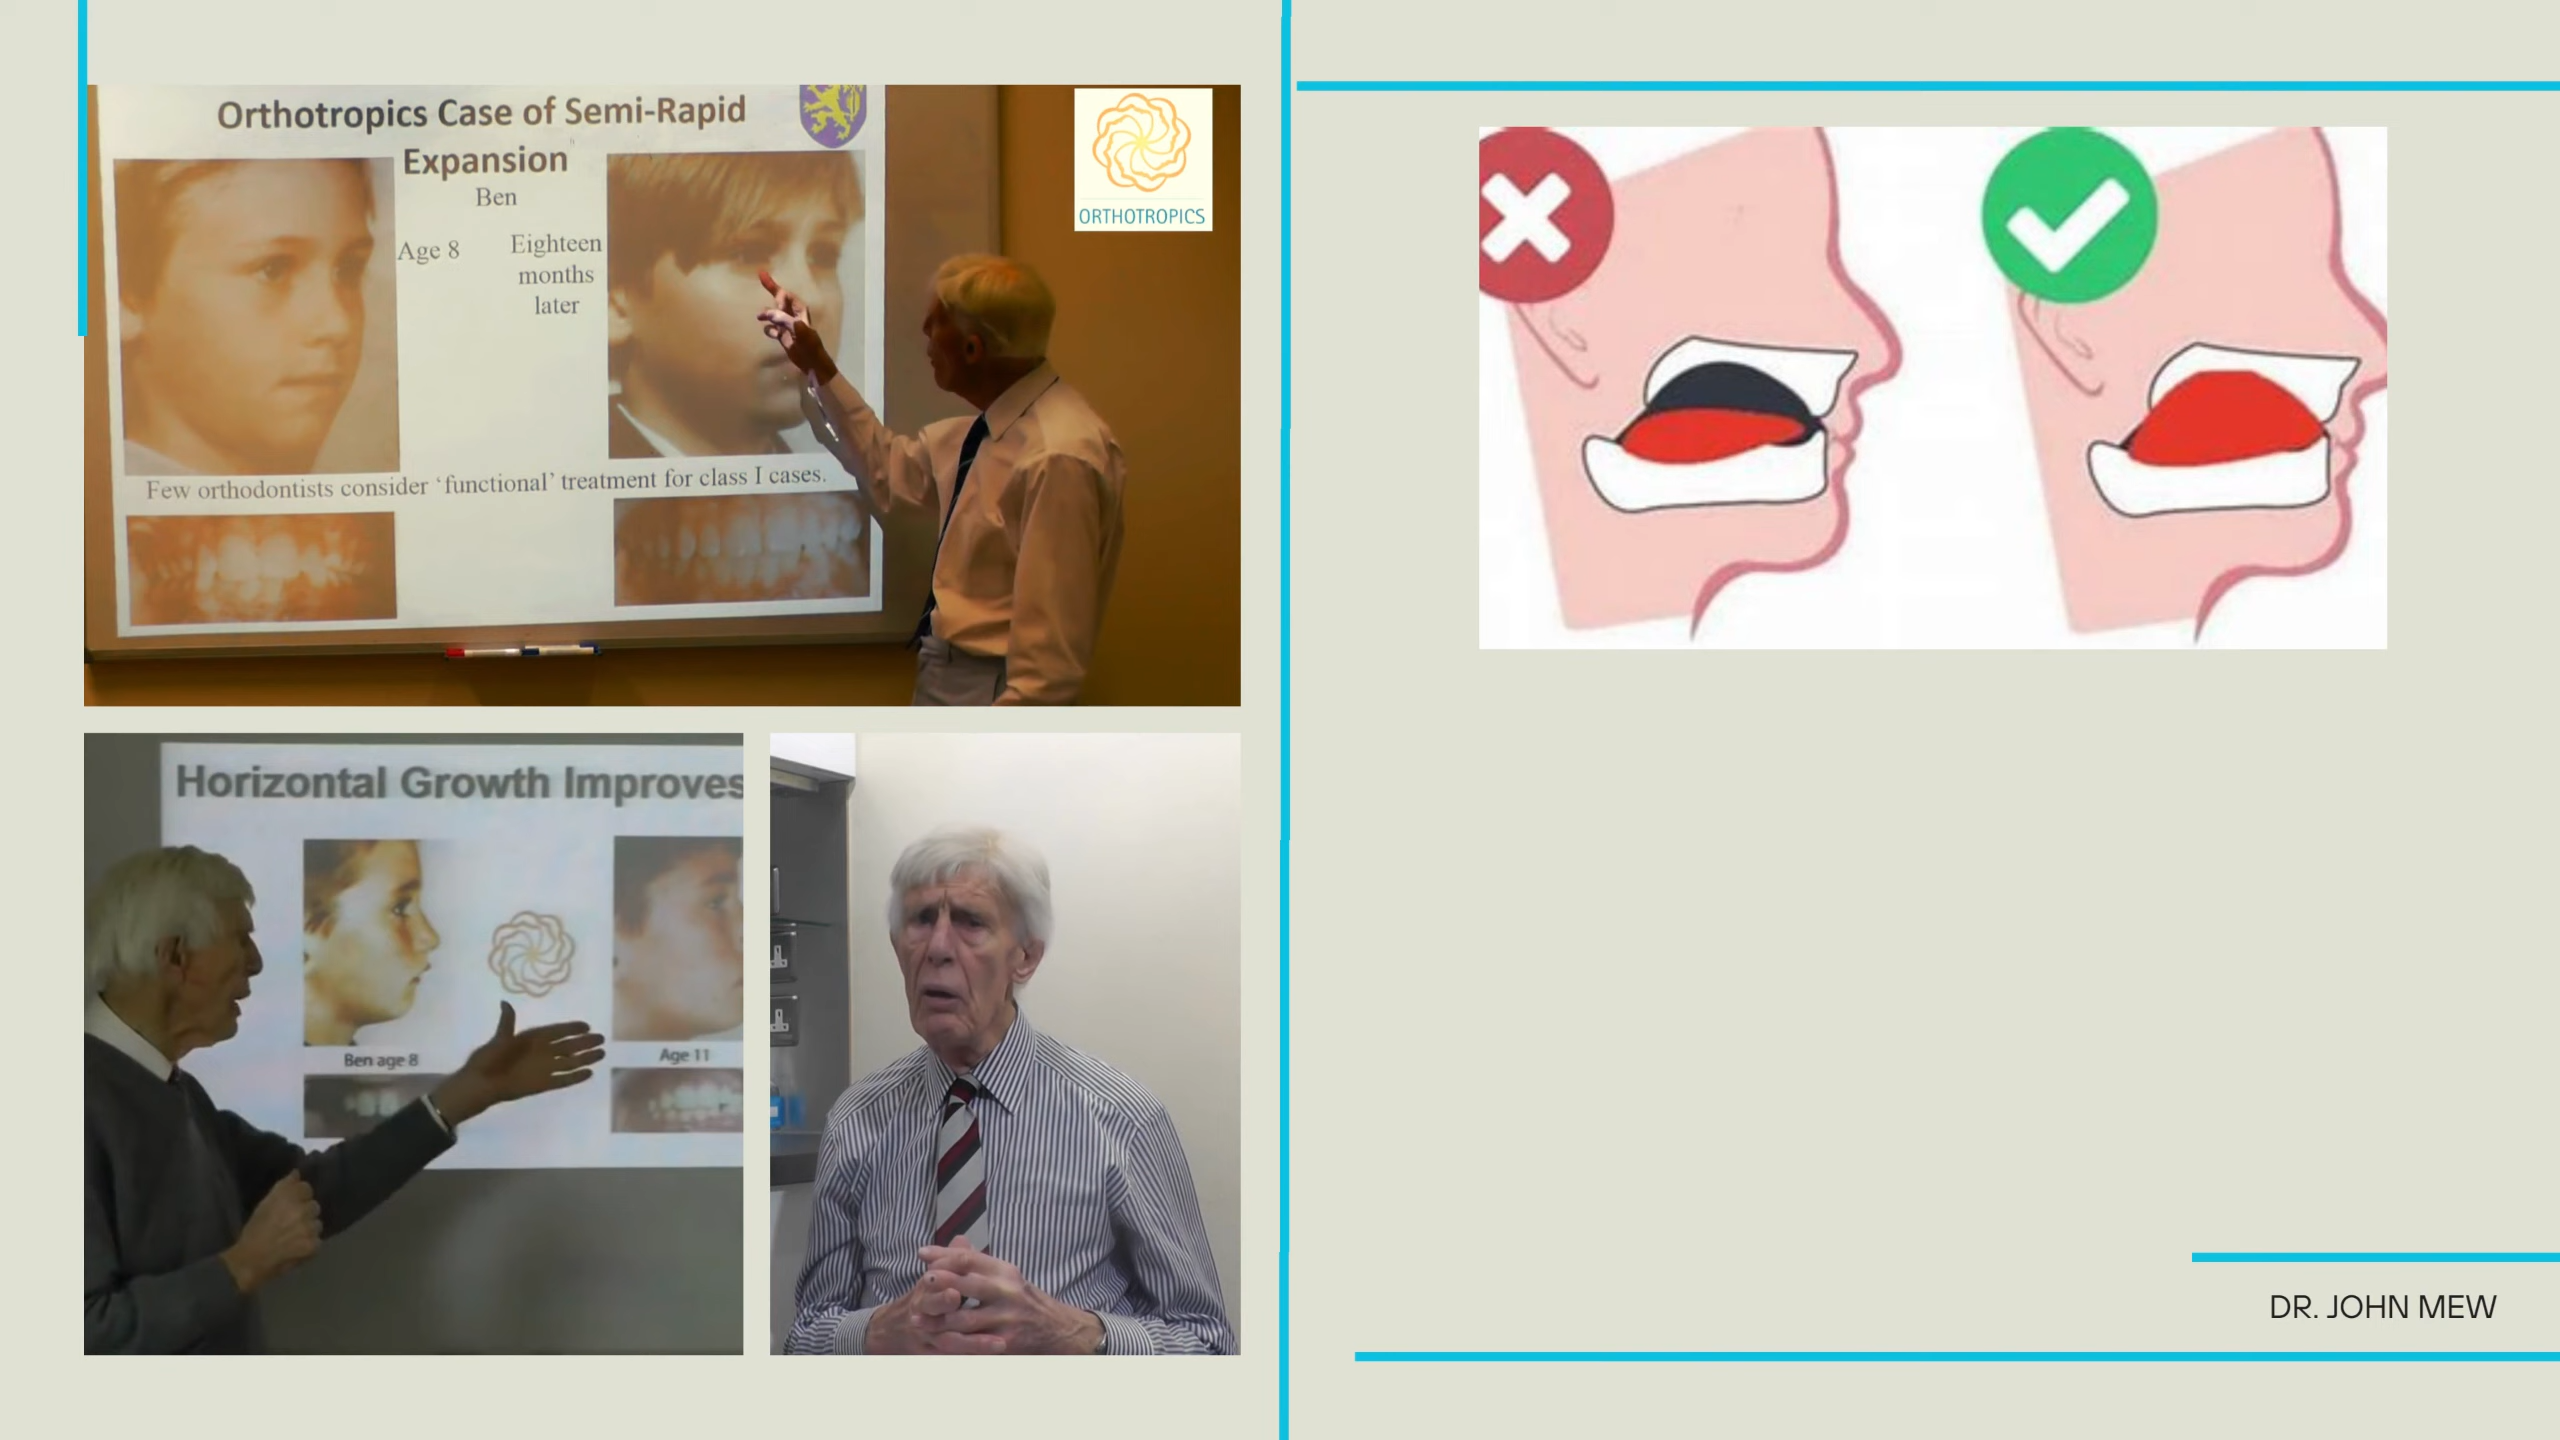 Orthotropics Case of Semi-Rapid
Expansion
Ben
Age 8
Eighteen
months
later
Few orthodontists consider ‘functional’ treatment for class I cases.
ORTHOTROPICS
Horizontal Growth Improves
Ben age 8
Age 11
DR. JOHN MEW